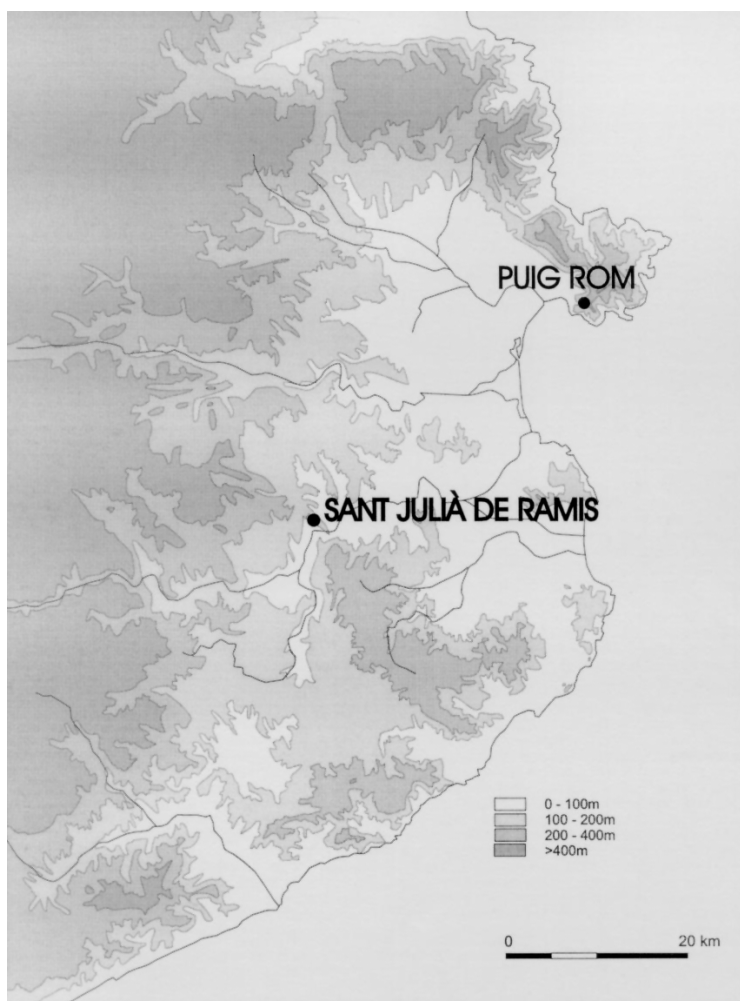 PUIG ROM
SANT JULIÀ DE RAMIS
0 - 100m
100 - 200m
200 - 400m
>400m
0 20 km